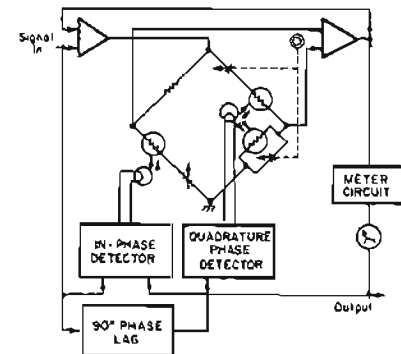 Signal
In
METER
CIRCUIT
IN-PHASE
DETECTOR
QUADRATURE
PHASE
DETECTOR
Output
90° PHASE
LAG